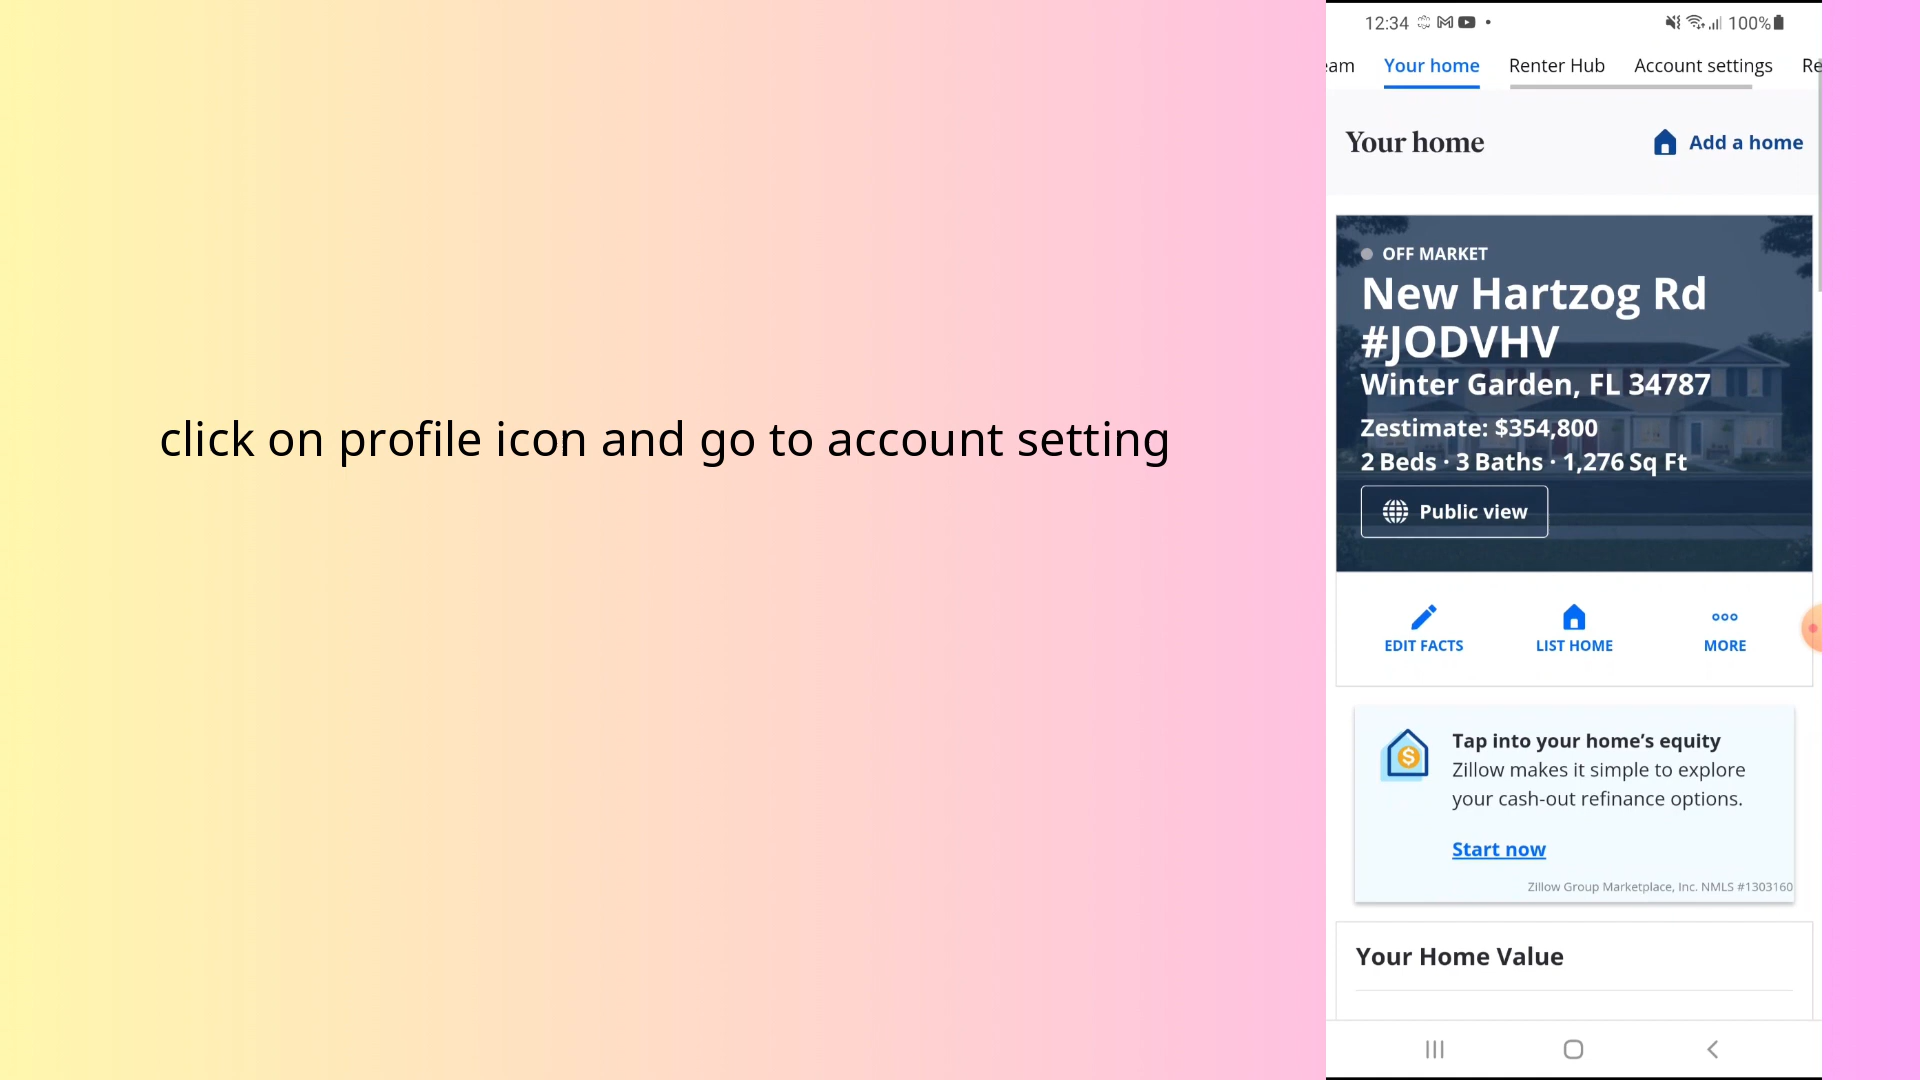 click on profile icon and go to account setting
12:34 100%
eam Your home Renter Hub Account settings Re
Your home Add a home
OFF MARKET
New Hartzog Rd
#JODVHV
Winter Garden, FL 34787
Zestimate: $354,800
2 Beds · 3 Baths · 1,276 Sq Ft
Public view
EDIT FACTS LIST HOME MORE
Tap into your home’s equity
Zillow makes it simple to explore
your cash-out refinance options.
Start now
Zillow Group Marketplace, Inc. NMLS #1303160
Your Home Value